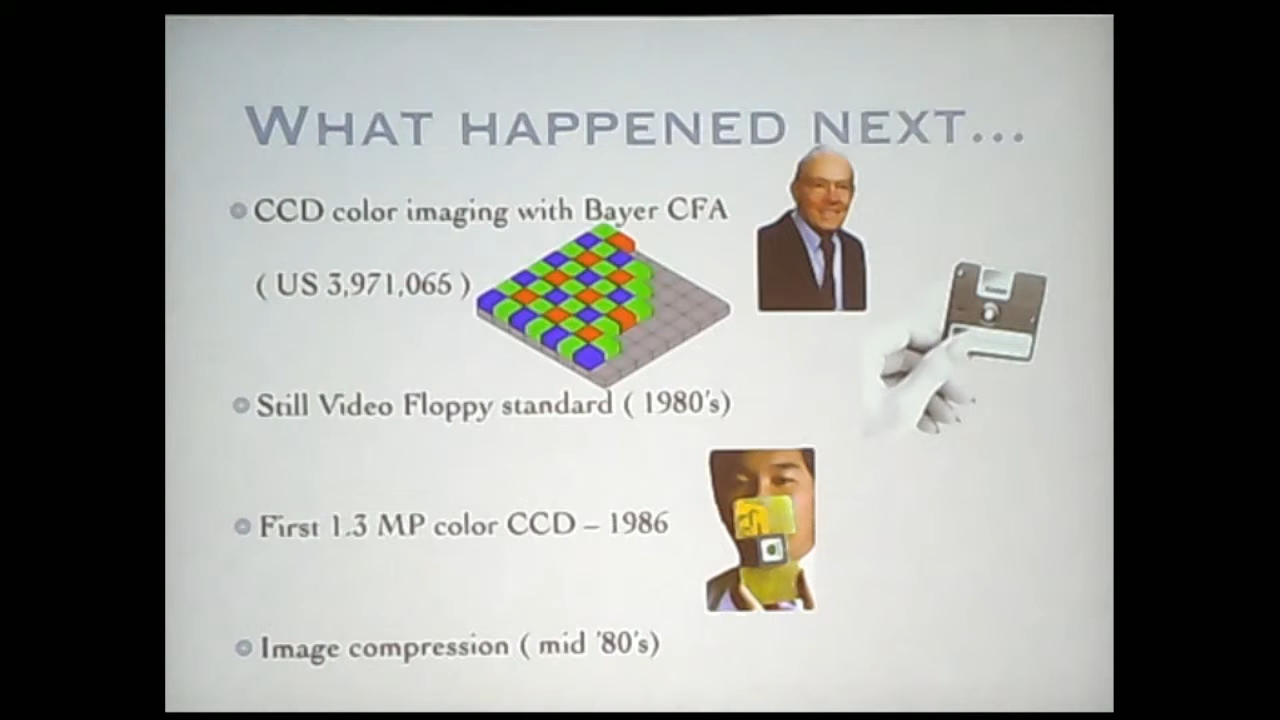 WHAT HAPPENED NEXT...
CCD color imaging with Bayer CFA
( US 3,971,065 )
Still Video Floppy standard ( 1980's)
First 1.3 MP color CCD – 1986
Image compression ( mid '80's)